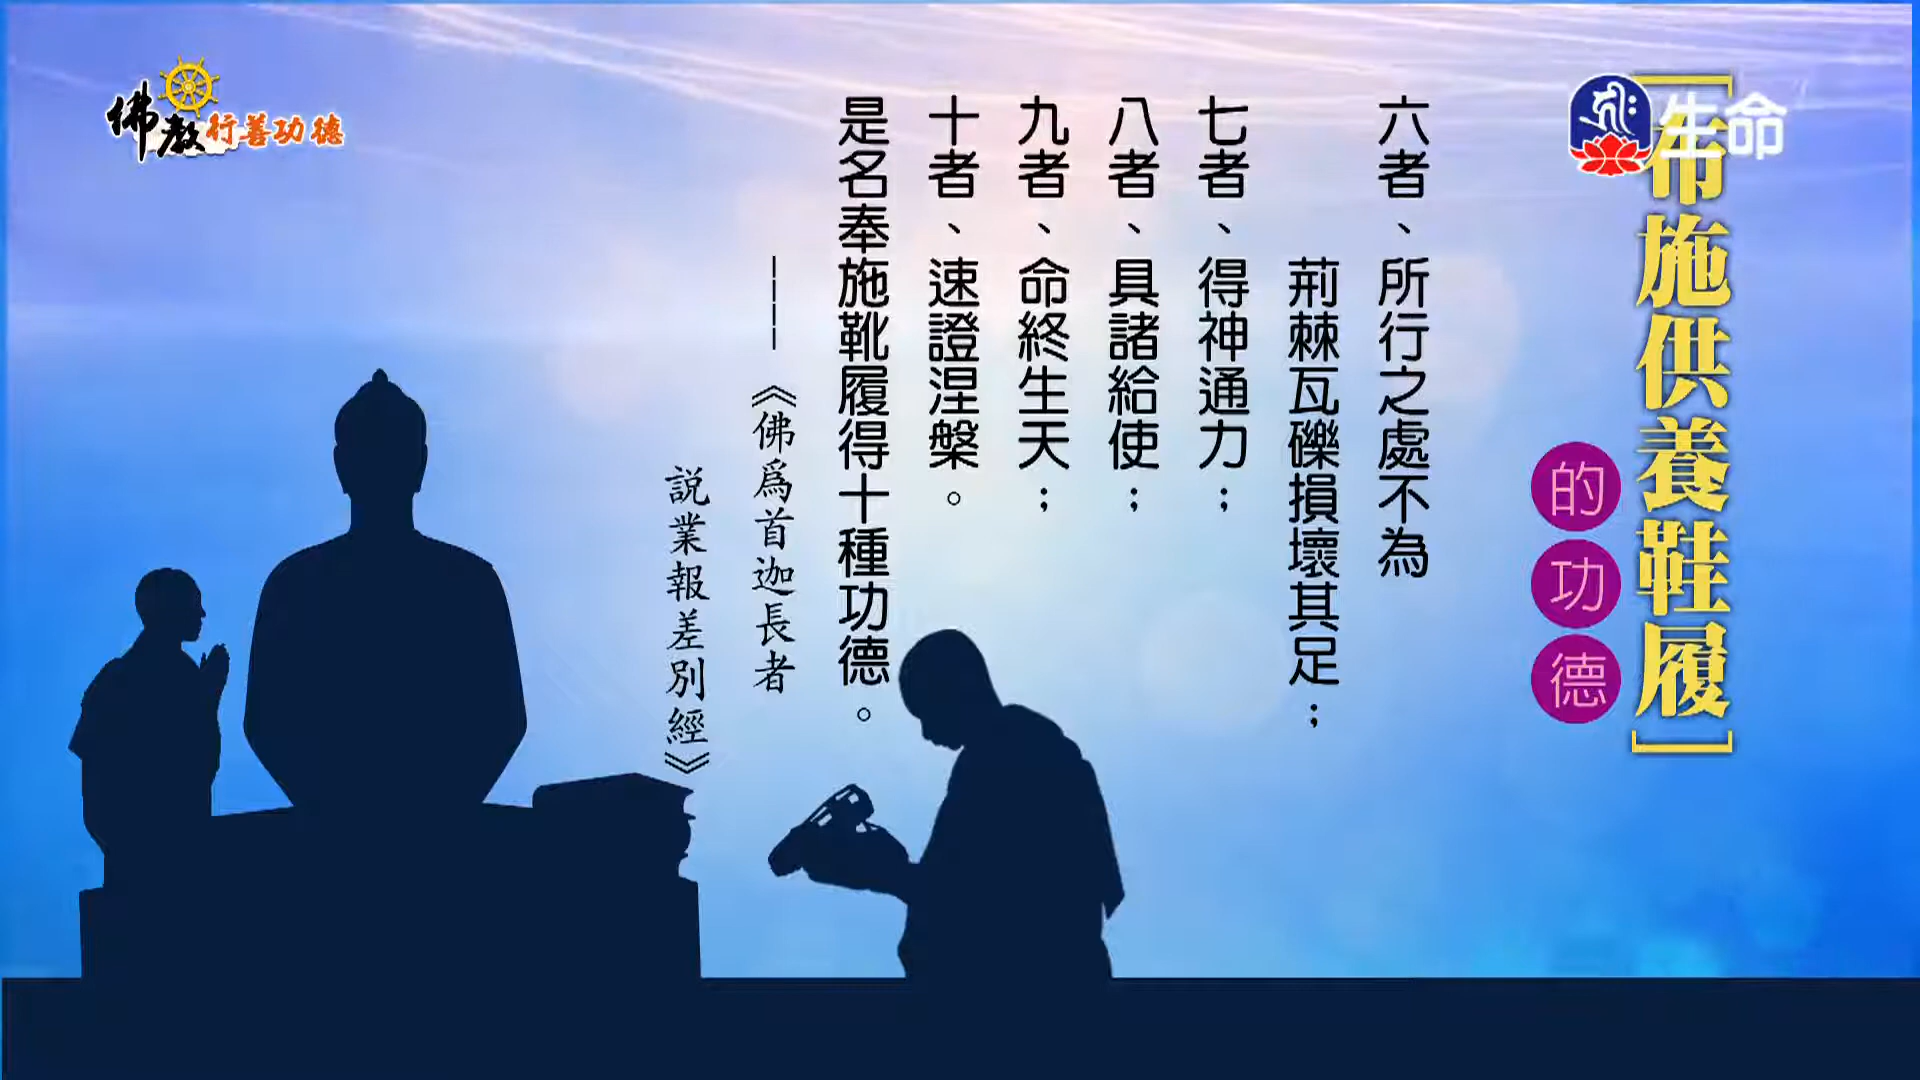 佛教行善功德
生命
布施供養鞋履
的功德
六者、所行之處不為
荊棘瓦礫損壞其足；
七者、得神通力；
八者、具諸給使；
九者、命終生天；
十者、速證涅槃。
是名奉施靴履得十種功德。
《佛爲首迦長者
説業報差別經》